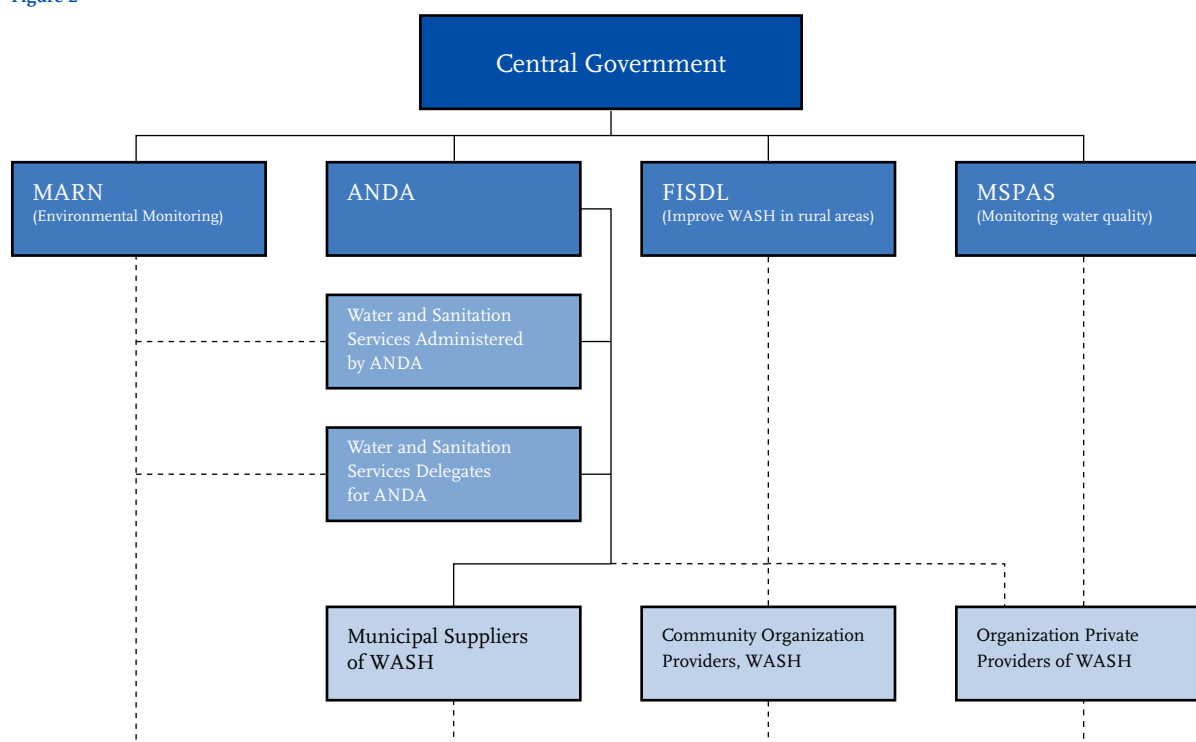 Figure 2
Central Government
MARN
(Environmental Monitoring)
ANDA
FISDL
(Improve WASH in rural areas)
MSPAS
(Monitoring water quality)
Water and Sanitation
Services Administered
by ANDA
Water and Sanitation
Services Delegates
for ANDA
Municipal Suppliers
of WASH
Community Organization
Providers, WASH
Organization Private
Providers of WASH